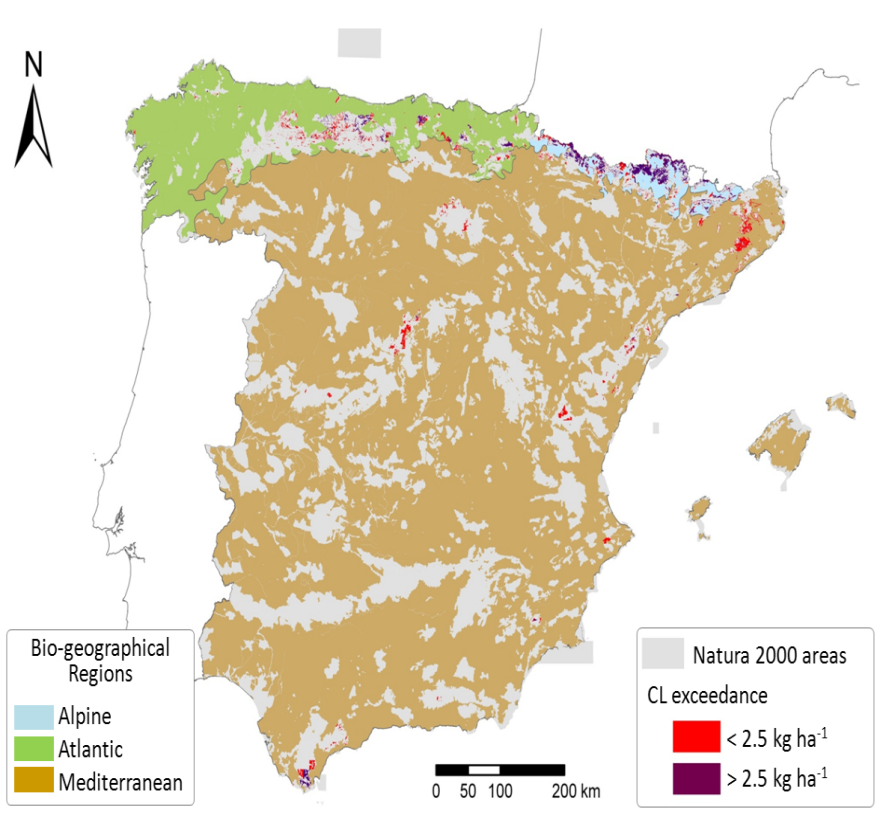 N
Bio-geographical
Regions
Alpine
Atlantic
Mediterranean
0 50 100 200 km
Natura 2000 areas
CL exceedance
< 2.5 kg ha⁻¹
> 2.5 kg ha⁻¹